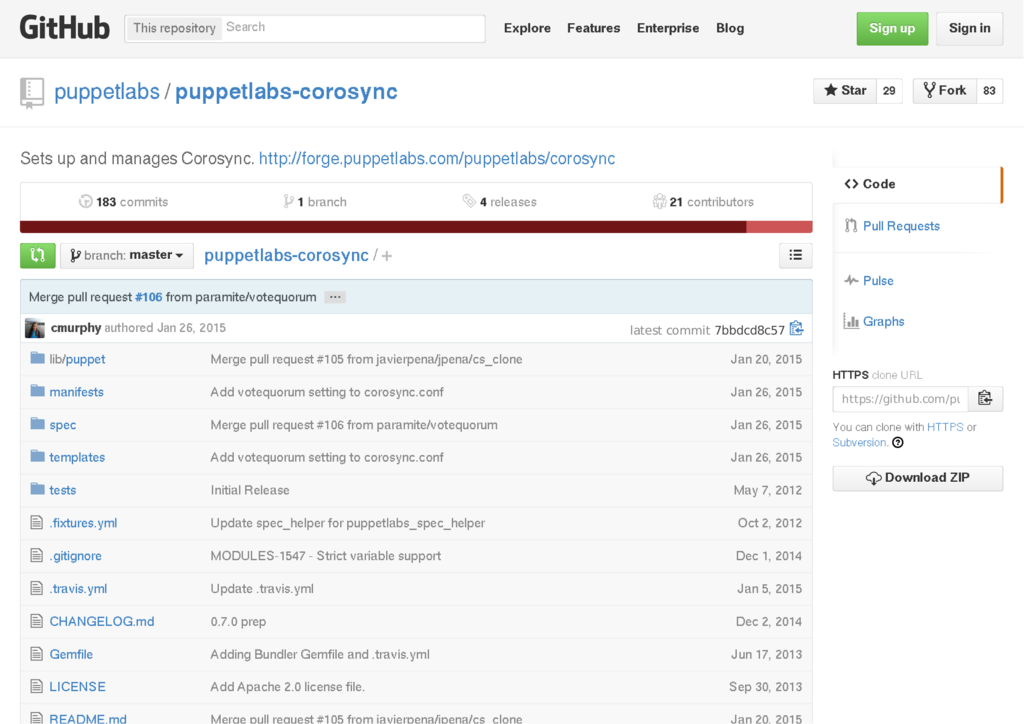 GitHub This repository Search Explore Features Enterprise Blog Sign up Sign in
puppetlabs / puppetlabs-corosync Star 29 Fork 83
Sets up and manages Corosync. http://forge.puppetlabs.com/puppetlabs/corosync
183 commits 1 branch 4 releases 21 contributors
branch: master puppetlabs-corosync / +
Merge pull request #106 from paramite/votequorum ...
cmurphy authored Jan 26, 2015 latest commit 7bbdcd8c57
lib/puppet Merge pull request #105 from javierpena/jpena/cs_clone Jan 20, 2015
manifests Add votequorum setting to corosync.conf Jan 26, 2015
spec Merge pull request #106 from paramite/votequorum Jan 26, 2015
templates Add votequorum setting to corosync.conf Jan 26, 2015
tests Initial Release May 7, 2012
.fixtures.yml Update spec_helper for puppetlabs_spec_helper Oct 2, 2012
.gitignore MODULES-1547 - Strict variable support Dec 1, 2014
.travis.yml Update .travis.yml Jan 5, 2015
CHANGELOG.md 0.7.0 prep Dec 2, 2014
Gemfile Adding Bundler Gemfile and .travis.yml Jun 17, 2013
LICENSE Add Apache 2.0 license file. Sep 30, 2013
README.md Merge pull request #105 from javierpena/jpena/cs_clone Jan 20, 2015
Code
Pull Requests
Pulse
Graphs
HTTPS clone URL
https://github.com/pu
You can clone with HTTPS or
Subversion.
Download ZIP